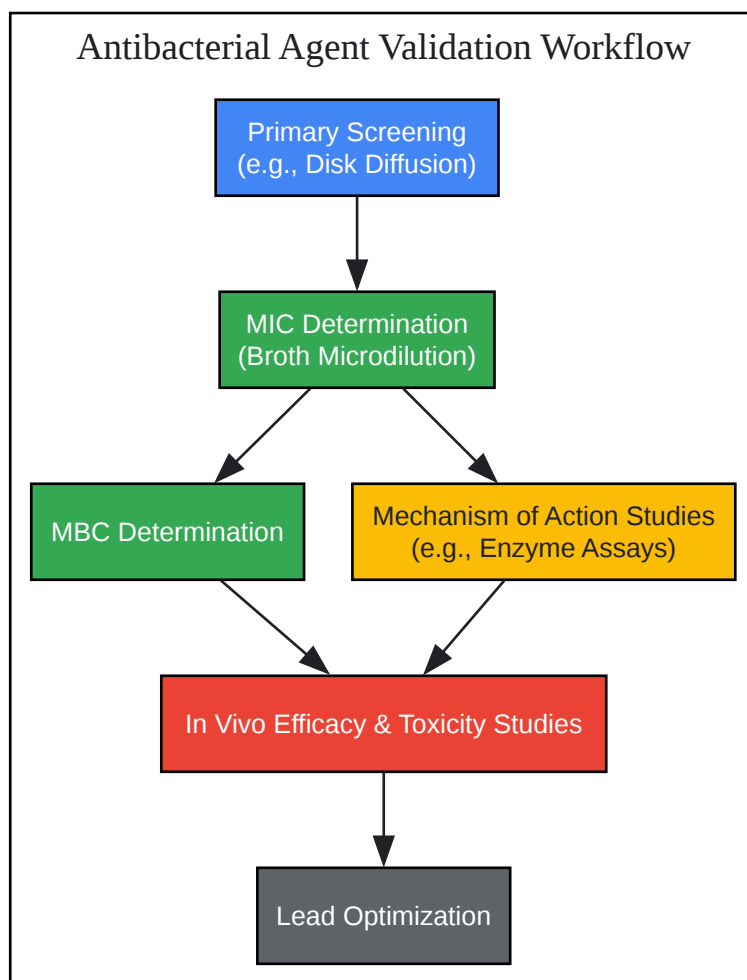 Antibacterial Agent Validation Workflow
Primary Screening
(e.g., Disk Diffusion)
MIC Determination
(Broth Microdilution)
MBC Determination
Mechanism of Action Studies
(e.g., Enzyme Assays)
In Vivo Efficacy & Toxicity Studies
Lead Optimization